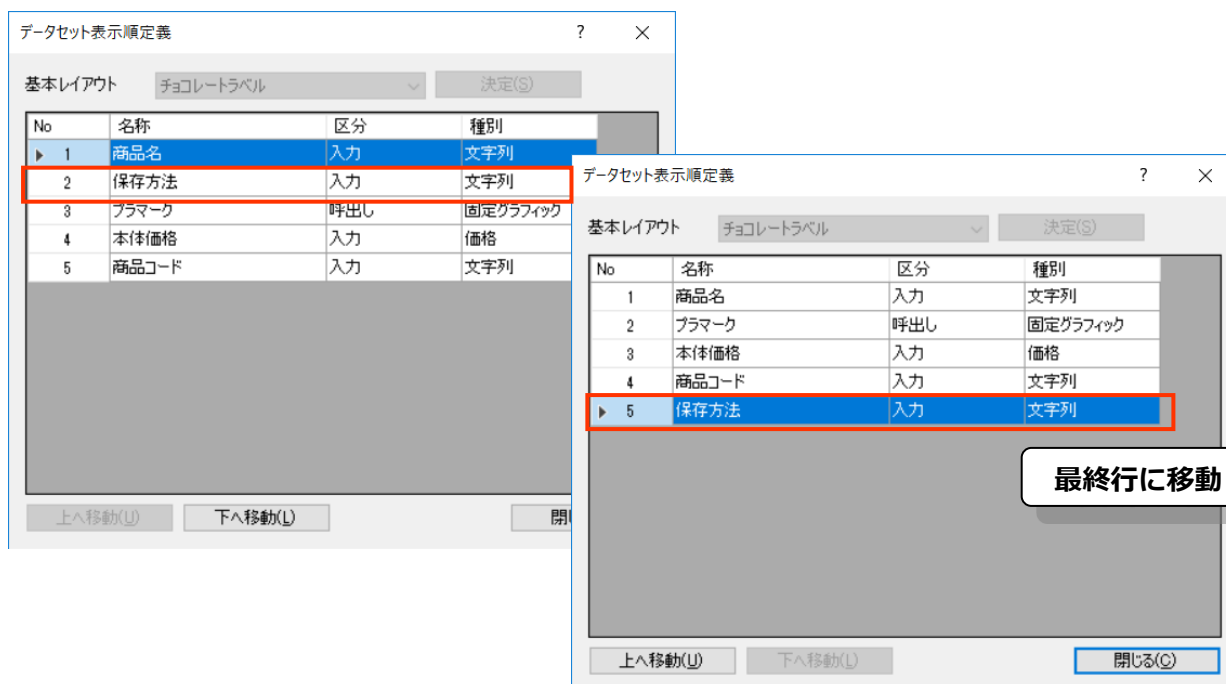 データセット表示順定義 ?
基本レイアウト チョコレートラベル 決定(S)
No 名称 区分 種別
1 商品名 入力 文字列
2 保存方法 入力 文字列
3 プラマーク 呼出し 固定グラフィック
4 本体価格 入力 価格
5 商品コード 入力 文字列
上へ移動(U) 下へ移動(L) 閉
データセット表示順定義 ?
基本レイアウト チョコレートラベル 決定(S)
No 名称 区分 種別
1 商品名 入力 文字列
2 プラマーク 呼出し 固定グラフィック
3 本体価格 入力 価格
4 商品コード 入力 文字列
5 保存方法 入力 文字列
最終行に移動
上へ移動(U) 下へ移動(L) 閉じる(C)